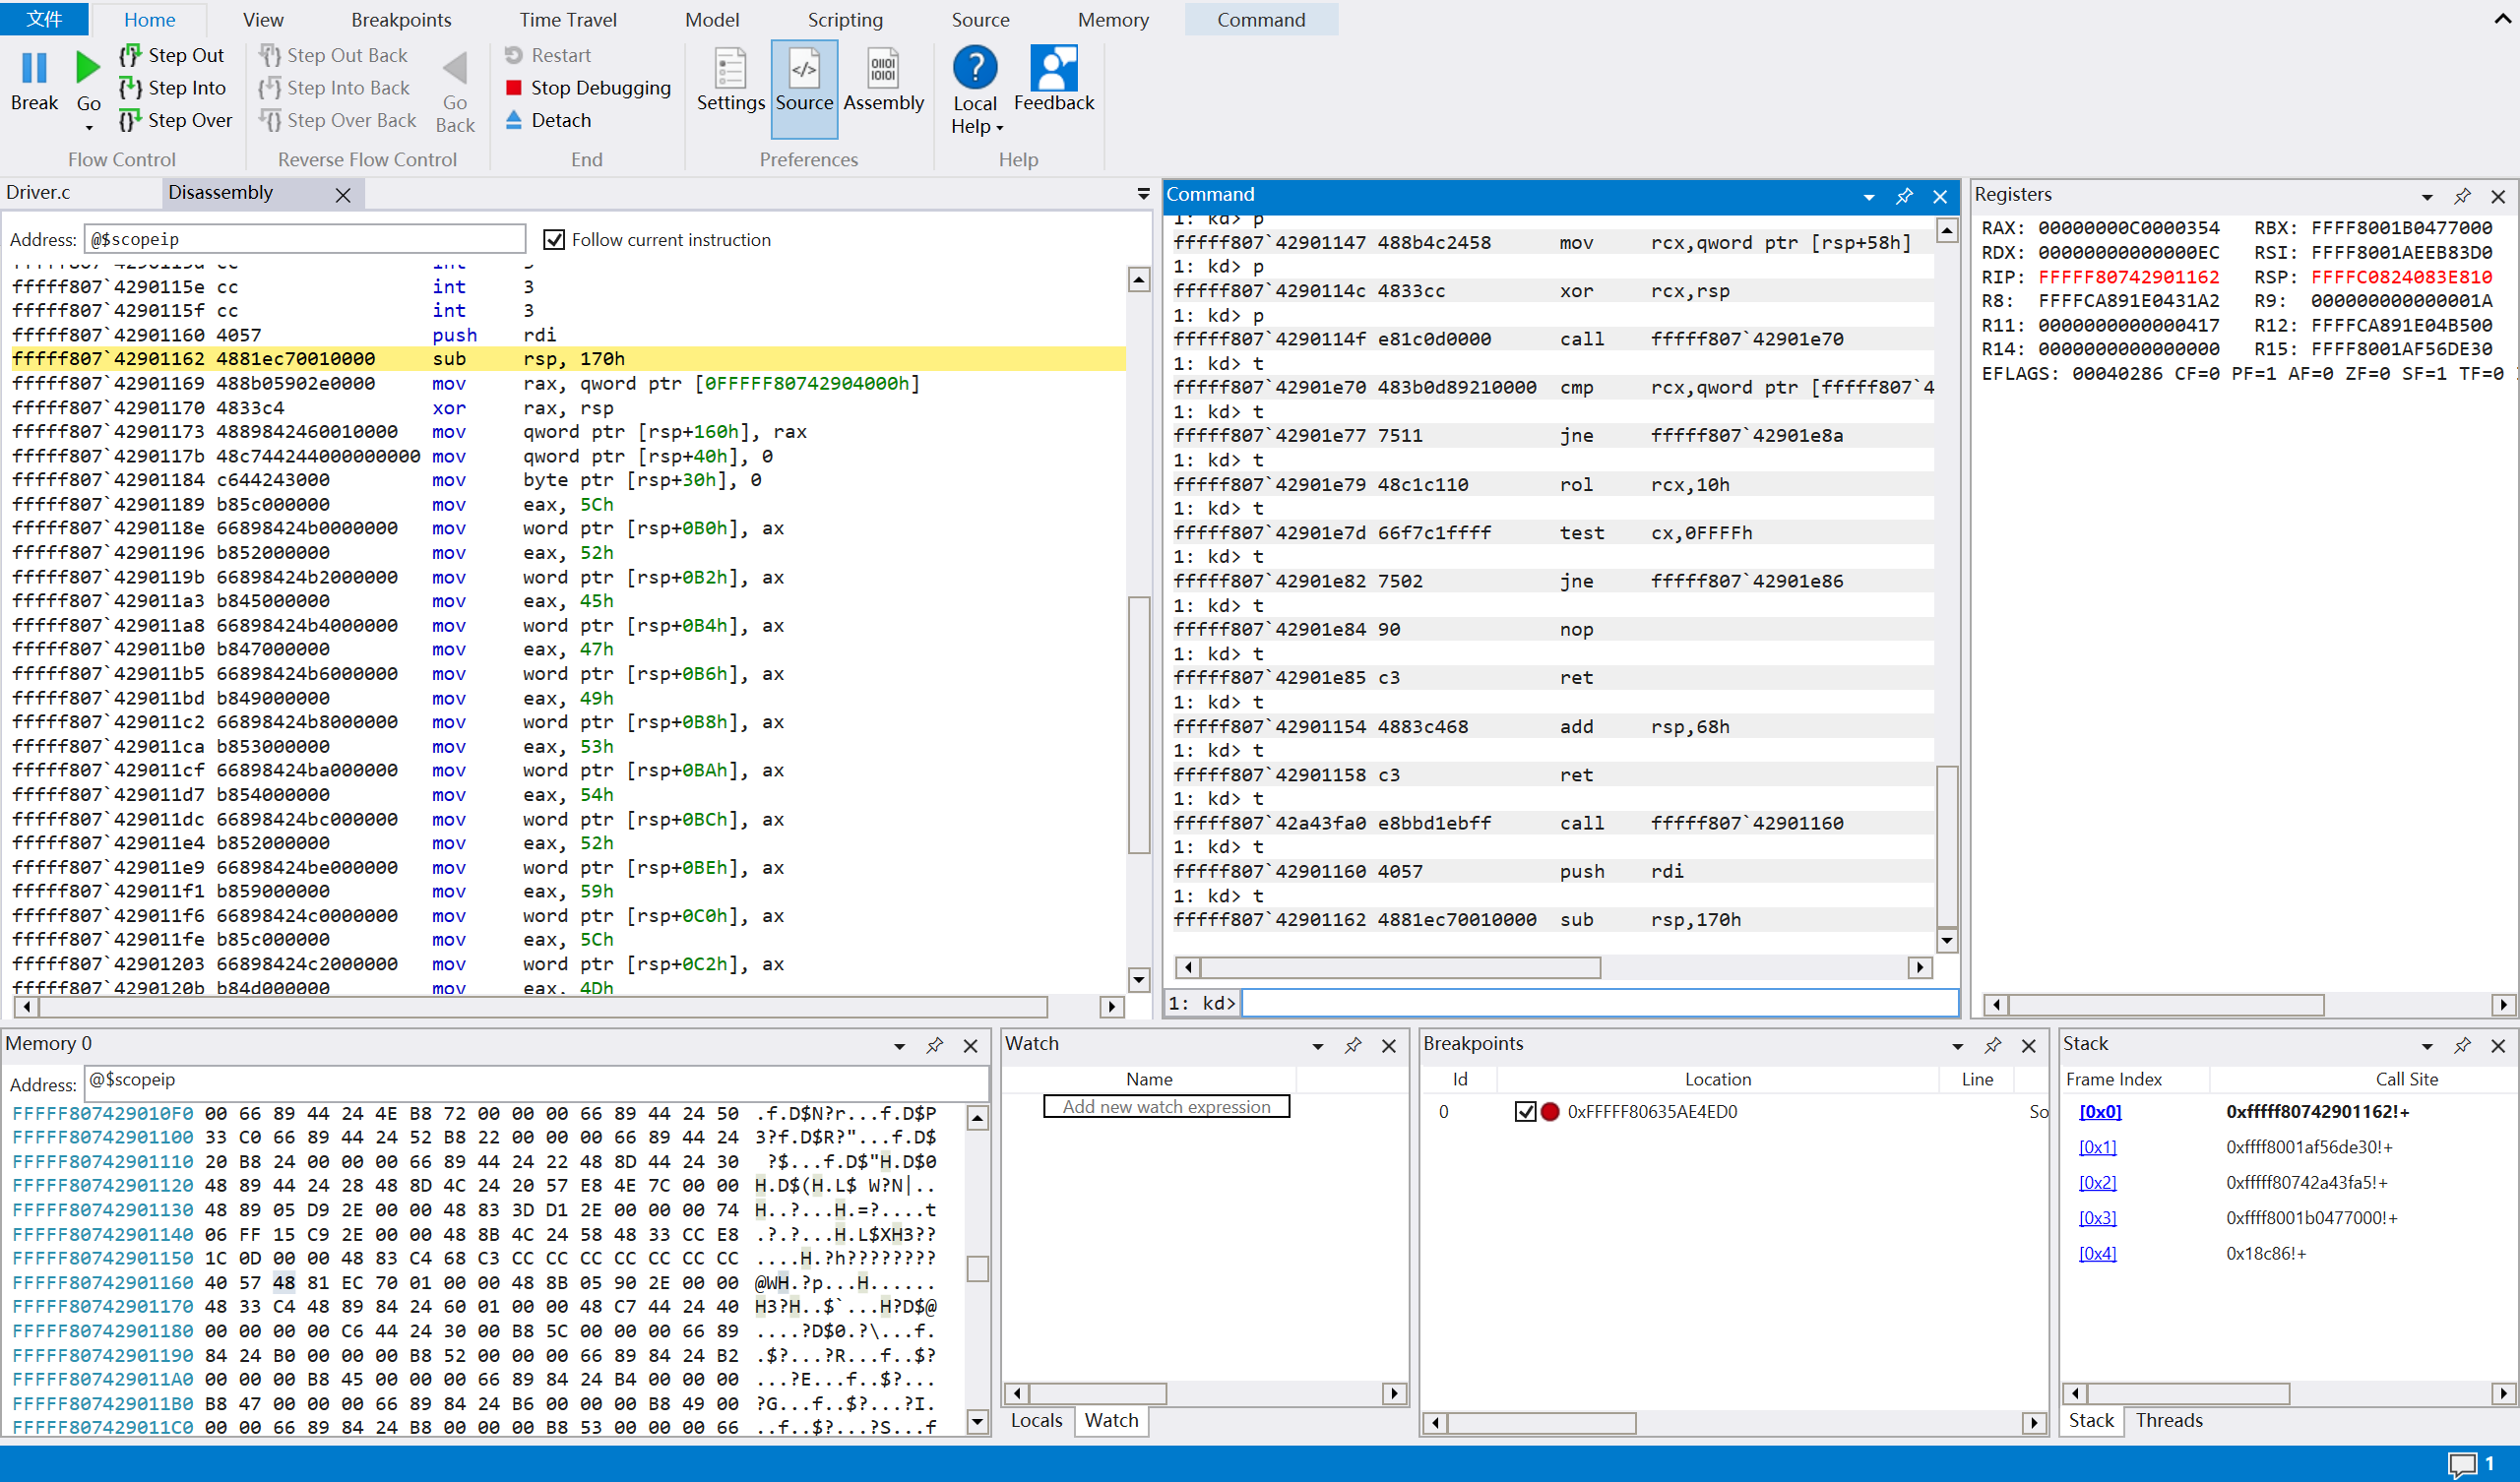 文件 Home View Breakpoints Time Travel Model Scripting Source Memory Command
Break
Go
Step Out
Step Into
Step Over
Flow Control
Step Out Back
Step Into Back
Step Over Back
Go Back
Reverse Flow Control
Restart
Stop Debugging
Detach
End
Settings
Source
Assembly
Preferences
Local Help
Feedback
Help
Driver.c
Disassembly
Address: @$scopeip
Follow current instruction
fffff807`4290115e cc int 3
fffff807`4290115f cc int 3
fffff807`42901160 4057 push rdi
fffff807`42901162 4881ec70010000 sub rsp, 170h
fffff807`42901169 488b05902e0000 mov rax, qword ptr [0FFFFF80742904000h]
fffff807`42901170 4833c4 xor rax, rsp
fffff807`42901173 4889842460010000 mov qword ptr [rsp+160h], rax
fffff807`4290117b 48c744244000000000 mov qword ptr [rsp+40h], 0
fffff807`42901184 c644243000 mov byte ptr [rsp+30h], 0
fffff807`42901189 b85c000000 mov eax, 5Ch
fffff807`4290118e 66898424b0000000 mov word ptr [rsp+0B0h], ax
fffff807`42901196 b852000000 mov eax, 52h
fffff807`4290119b 66898424b2000000 mov word ptr [rsp+0B2h], ax
fffff807`429011a3 b845000000 mov eax, 45h
fffff807`429011a8 66898424b4000000 mov word ptr [rsp+0B4h], ax
fffff807`429011b0 b847000000 mov eax, 47h
fffff807`429011b5 66898424b6000000 mov word ptr [rsp+0B6h], ax
fffff807`429011bd b849000000 mov eax, 49h
fffff807`429011c2 66898424b8000000 mov word ptr [rsp+0B8h], ax
fffff807`429011ca b853000000 mov eax, 53h
fffff807`429011cf 66898424ba000000 mov word ptr [rsp+0BAh], ax
fffff807`429011d7 b854000000 mov eax, 54h
fffff807`429011dc 66898424bc000000 mov word ptr [rsp+0BCh], ax
fffff807`429011e4 b852000000 mov eax, 52h
fffff807`429011e9 66898424be000000 mov word ptr [rsp+0BEh], ax
fffff807`429011f1 b859000000 mov eax, 59h
fffff807`429011f6 66898424c0000000 mov word ptr [rsp+0C0h], ax
fffff807`429011fe b85c000000 mov eax, 5Ch
fffff807`42901203 66898424c2000000 mov word ptr [rsp+0C2h], ax
fffff807`4290120b b84d000000 mov eax, 4Dh
Command
1: kd> p
fffff807`42901147 488b4c2458 mov rcx,qword ptr [rsp+58h]
1: kd> p
fffff807`4290114c 4833cc xor rcx,rsp
1: kd> p
fffff807`4290114f e81c0d0000 call fffff807`42901e70
1: kd> t
fffff807`42901e70 483b0d89210000 cmp rcx,qword ptr [fffff807`4
1: kd> t
fffff807`42901e77 7511 jne fffff807`42901e8a
1: kd> t
fffff807`42901e79 48c1c110 rol rcx,10h
1: kd> t
fffff807`42901e7d 66f7c1ffff test cx,0FFFFh
1: kd> t
fffff807`42901e82 7502 jne fffff807`42901e86
1: kd> t
fffff807`42901e84 90 nop
1: kd> t
fffff807`42901e85 c3 ret
1: kd> t
fffff807`42901154 4883c468 add rsp,68h
1: kd> t
fffff807`42901158 c3 ret
1: kd> t
fffff807`42a43fa0 e8bbd1ebff call fffff807`42901160
1: kd> t
fffff807`42901160 4057 push rdi
1: kd> t
fffff807`42901162 4881ec70010000 sub rsp,170h
1: kd>
Registers
RAX: 00000000C0000354 RBX: FFFF8001B0477000
RDX: 00000000000000EC RSI: FFFF8001AEEB83D0
RIP: FFFFF80742901162 RSP: FFFFC0824083E810
R8: FFFFCA891E0431A2 R9: 000000000000001A
R11: 0000000000000417 R12: FFFFCA891E04B500
R14: 0000000000000000 R15: FFFF8001AF56DE30
EFLAGS: 00040286 CF=0 PF=1 AF=0 ZF=0 SF=1 TF=0
Memory 0
Address: @$scopeip
FFFFF807429010F0 00 66 89 44 24 4E B8 72 00 00 00 66 89 44 24 50 .f.D$N?r...f.D$P
FFFFF80742901100 33 C0 66 89 44 24 52 B8 22 00 00 00 66 89 44 24 3?f.D$R?"...f.D$
FFFFF80742901110 20 B8 24 00 00 00 66 89 44 24 22 48 8D 44 24 30  ?$...f.D$"H.D$0
FFFFF80742901120 48 89 44 24 28 48 8D 4C 24 20 57 E8 4E 7C 00 00 H.D$(H.L$ W?N|..
FFFFF80742901130 48 89 05 D9 2E 00 00 48 83 3D D1 2E 00 00 00 74 H..?...H.=?....t
FFFFF80742901140 06 FF 15 C9 2E 00 00 48 8B 4C 24 58 48 33 CC E8 .?.?...H.L$XH3??
FFFFF80742901150 1C 0D 00 00 48 83 C4 68 C3 CC CC CC CC CC CC CC ....H.?h????????
FFFFF80742901160 40 57 48 81 EC 70 01 00 00 48 8B 05 90 2E 00 00 @WH.?p...H......
FFFFF80742901170 48 33 C4 48 89 84 24 60 01 00 00 48 C7 44 24 40 H3?H..$`...H?D$@
FFFFF80742901180 00 00 00 00 C6 44 24 30 00 B8 5C 00 00 00 66 89 ....?D$0.?\...f.
FFFFF80742901190 84 24 B0 00 00 00 B8 52 00 00 00 66 89 84 24 B2 .$?...?R...f..$?
FFFFF807429011A0 00 00 00 B8 45 00 00 00 66 89 84 24 B4 00 00 00 ...?E...f..$?...
FFFFF807429011B0 B8 47 00 00 00 66 89 84 24 B6 00 00 00 B8 49 00 ?G...f..$?...?I.
FFFFF807429011C0 00 00 66 89 84 24 B8 00 00 00 B8 53 00 00 00 66 ..f..$?...?S...f
Watch
Name
Add new watch expression
Locals Watch
Breakpoints
Id Location Line
0 0xFFFFF80635AE4ED0 So
Stack
Frame Index Call Site
[0x0] 0xfffff80742901162!+
[0x1] 0xffff8001af56de30!+
[0x2] 0xfffff80742a43fa5!+
[0x3] 0xffff8001b0477000!+
[0x4] 0x18c86!+
Stack Threads
1